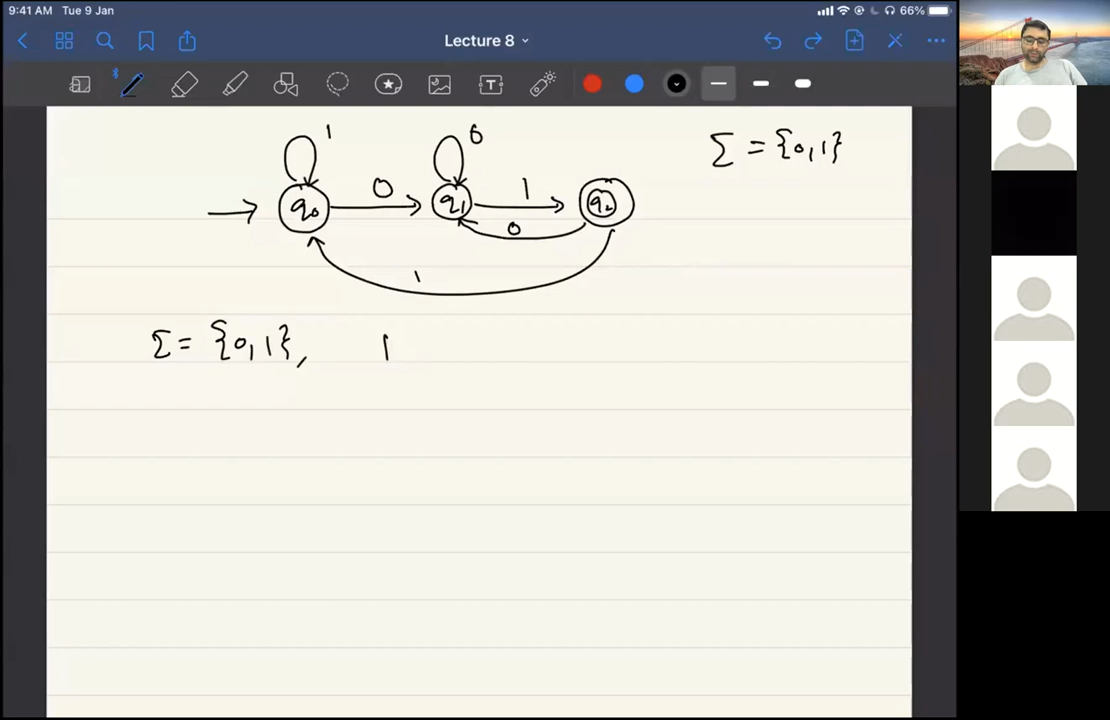 9:41 AM Tue 9 Jan
66%
Lecture 8
T
1
0
Σ = {0,1}
q0
0
q1
1
q2
0
1
Σ = {0,1},